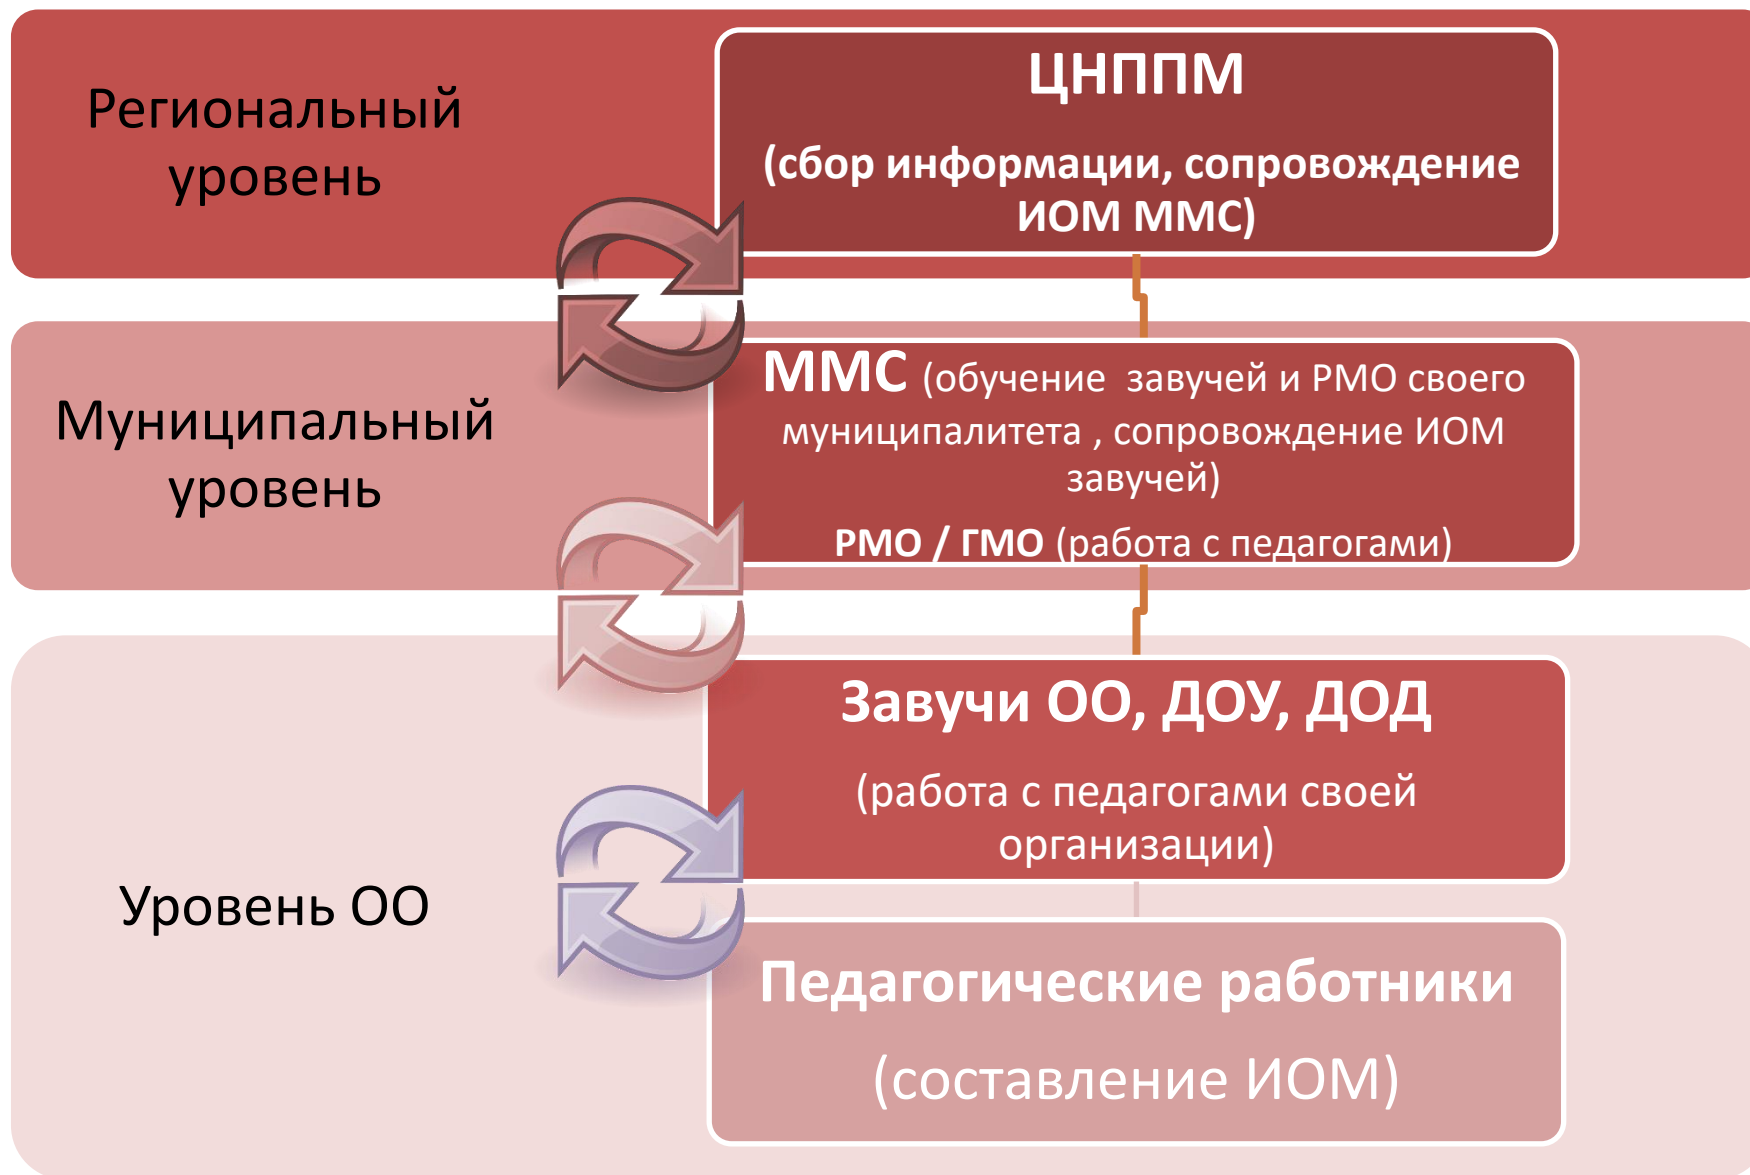 Региональный
уровень
ЦНППМ
(сбор информации, сопровождение
ИОМ ММС)
Муниципальный
уровень
ММС (обучение завучей и РМО своего
муниципалитета , сопровождение ИОМ
завучей)
РМО / ГМО (работа с педагогами)
Уровень ОО
Завучи ОО, ДОУ, ДОД
(работа с педагогами своей
организации)
Педагогические работники
(составление ИОМ)